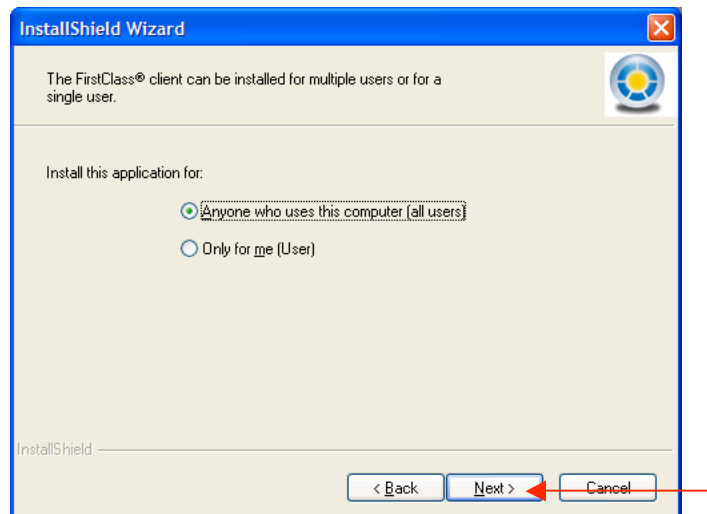 InstallShield Wizard
The FirstClass® client can be installed for multiple users or for a
single user.
Install this application for:
Anyone who uses this computer (all users)
Only for me (User)
InstallShield
< Back Next > Cancel